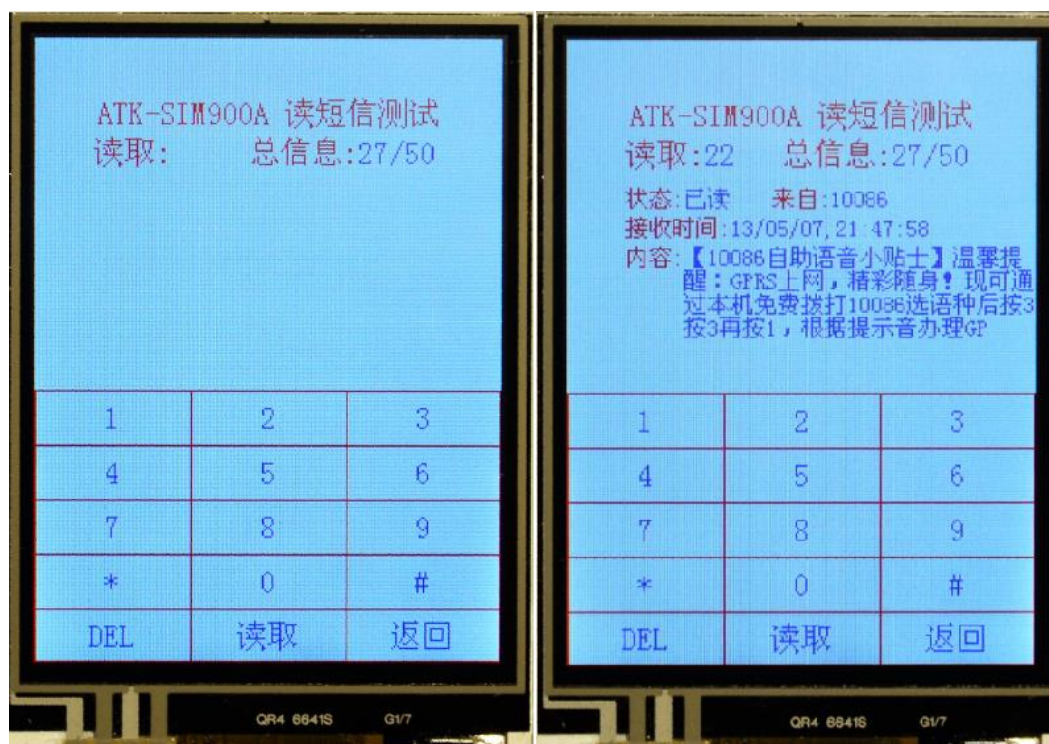 ATK-SIM900A 读短信测试
读取: 总信息:27/50
1 2 3
4 5 6
7 8 9
* 0 #
DEL 读取 返回
QR4 6641S G1/7
ATK-SIM900A 读短信测试
读取:22 总信息:27/50
状态:已读 来自:10086
接收时间:13/05/07,21:47:58
内容:【10086自助语音小贴士】温馨提
醒：GPRS上网，精彩随身！现可通
过本机免费拨打10086选语种后按3
按3再按1，根据提示音办理GP
1 2 3
4 5 6
7 8 9
* 0 #
DEL 读取 返回
QR4 6641S G1/7